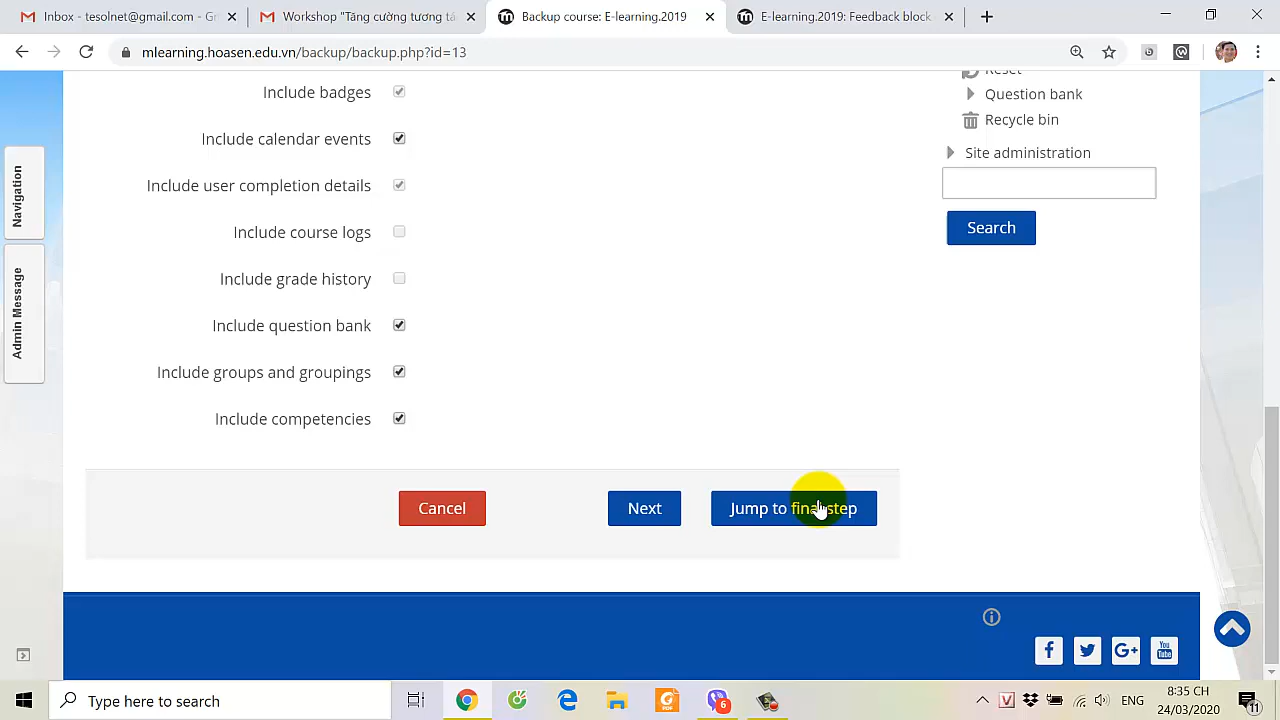 Inbox - tesolnet@gmail.com - Gr
Workshop "Tăng cường tương tá
Backup course: E-learning.2019
E-learning.2019: Feedback block
mlearning.hoasen.edu.vn/backup/backup.php?id=13
Include badges
Include calendar events
Include user completion details
Include course logs
Include grade history
Include question bank
Include groups and groupings
Include competencies
Cancel
Next
Jump to final step
Reset
Question bank
Recycle bin
Site administration
Search
Navigation
Admin Message
You
Tube
Type here to search
6
ENG
8:35 CH
24/03/2020
11